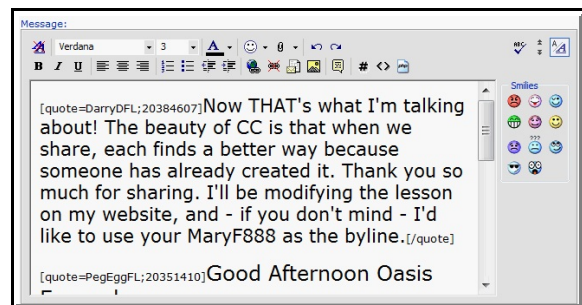 Message:
Verdana 3 A
ABC
B I U # <>
Smilies
[quote=DarryDFL;20384607]Now THAT's what I'm talking
about! The beauty of CC is that when we
share, each finds a better way because
someone has already created it. Thank you so
much for sharing. I'll be modifying the lesson
on my website, and - if you don't mind - I'd
like to use your MaryF888 as the byline.[/quote]
???
[quote=PegEggFL;20351410]Good Afternoon Oasis